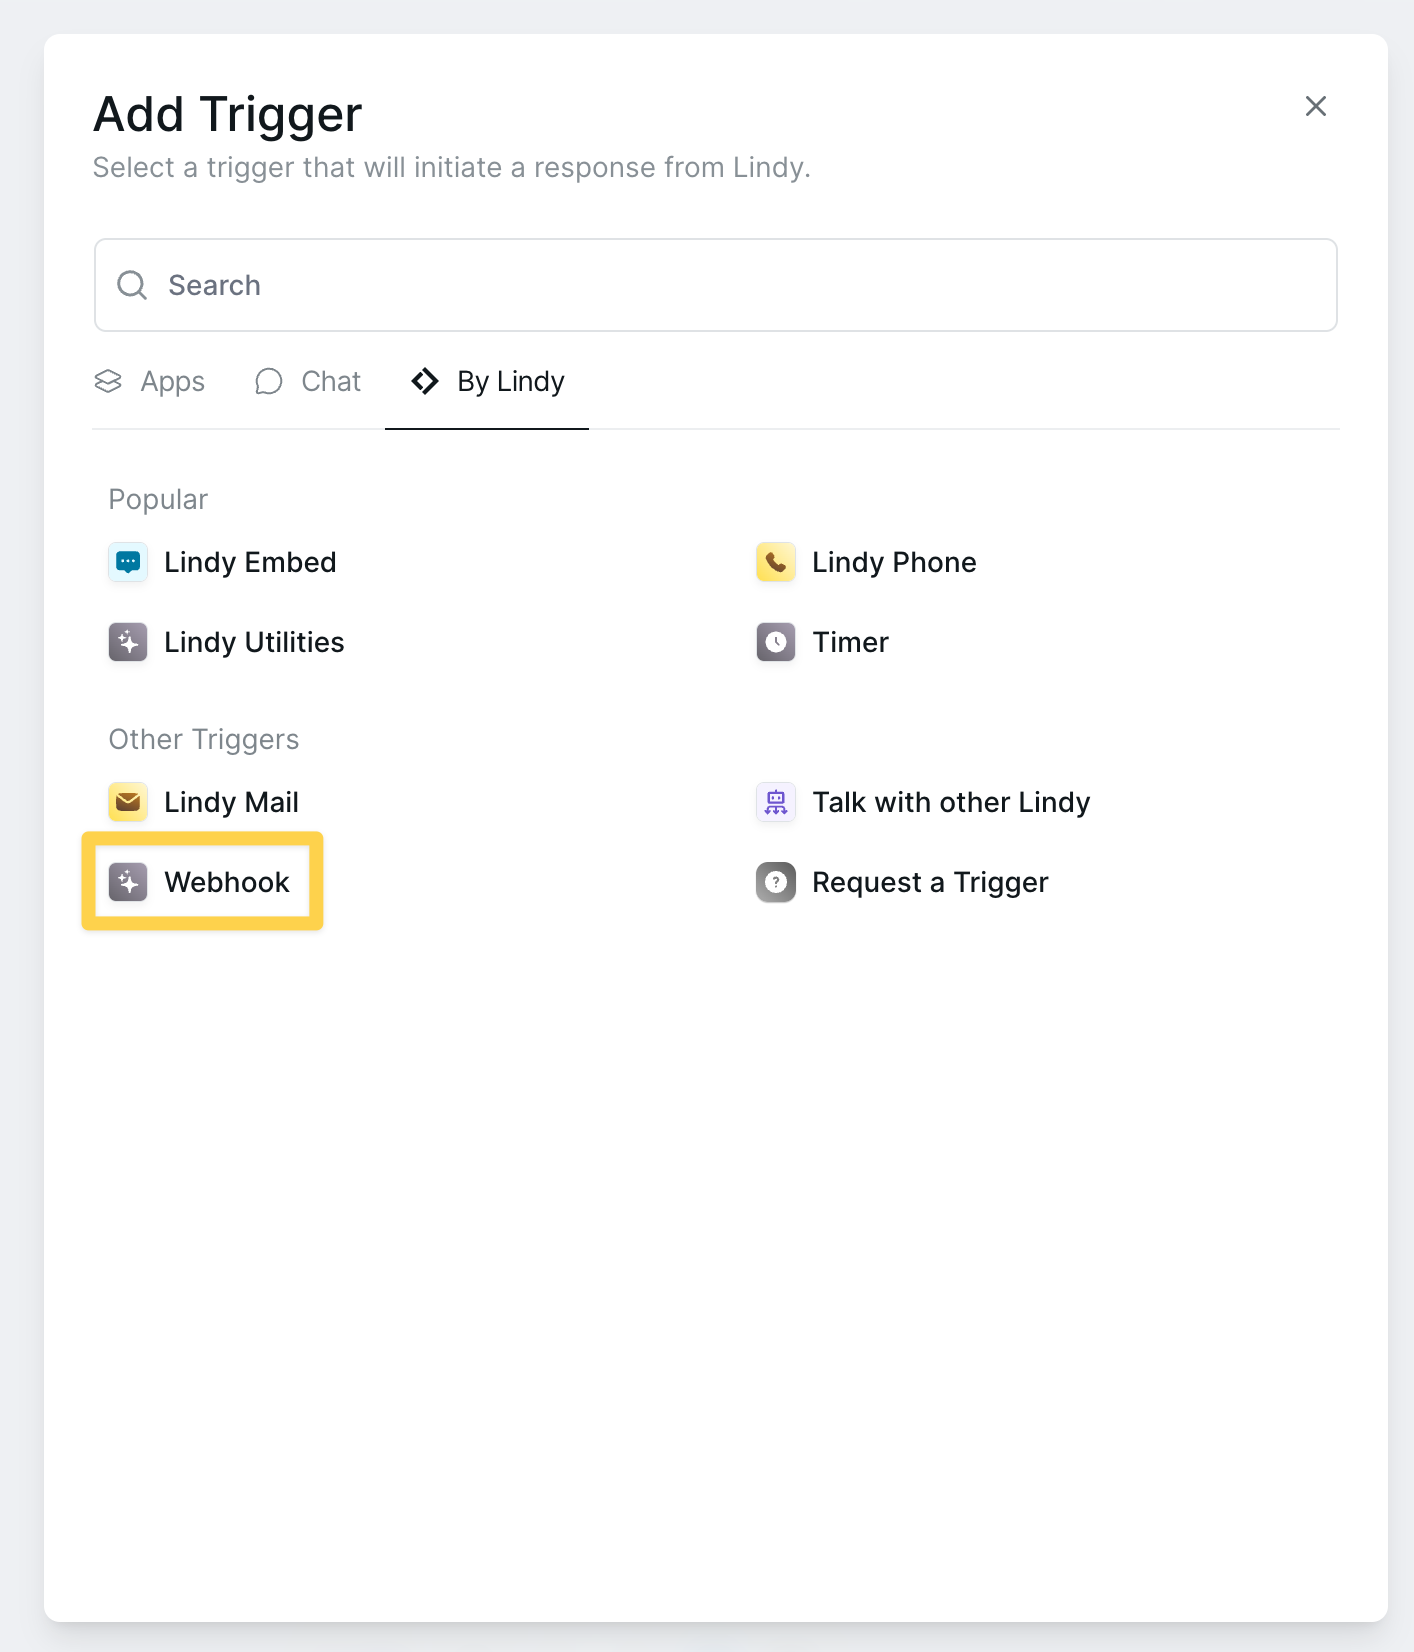 Add Trigger
Select a trigger that will initiate a response from Lindy.
Search
Apps Chat By Lindy
Popular
Lindy Embed Lindy Phone
Lindy Utilities Timer
Other Triggers
Lindy Mail Talk with other Lindy
Webhook Request a Trigger